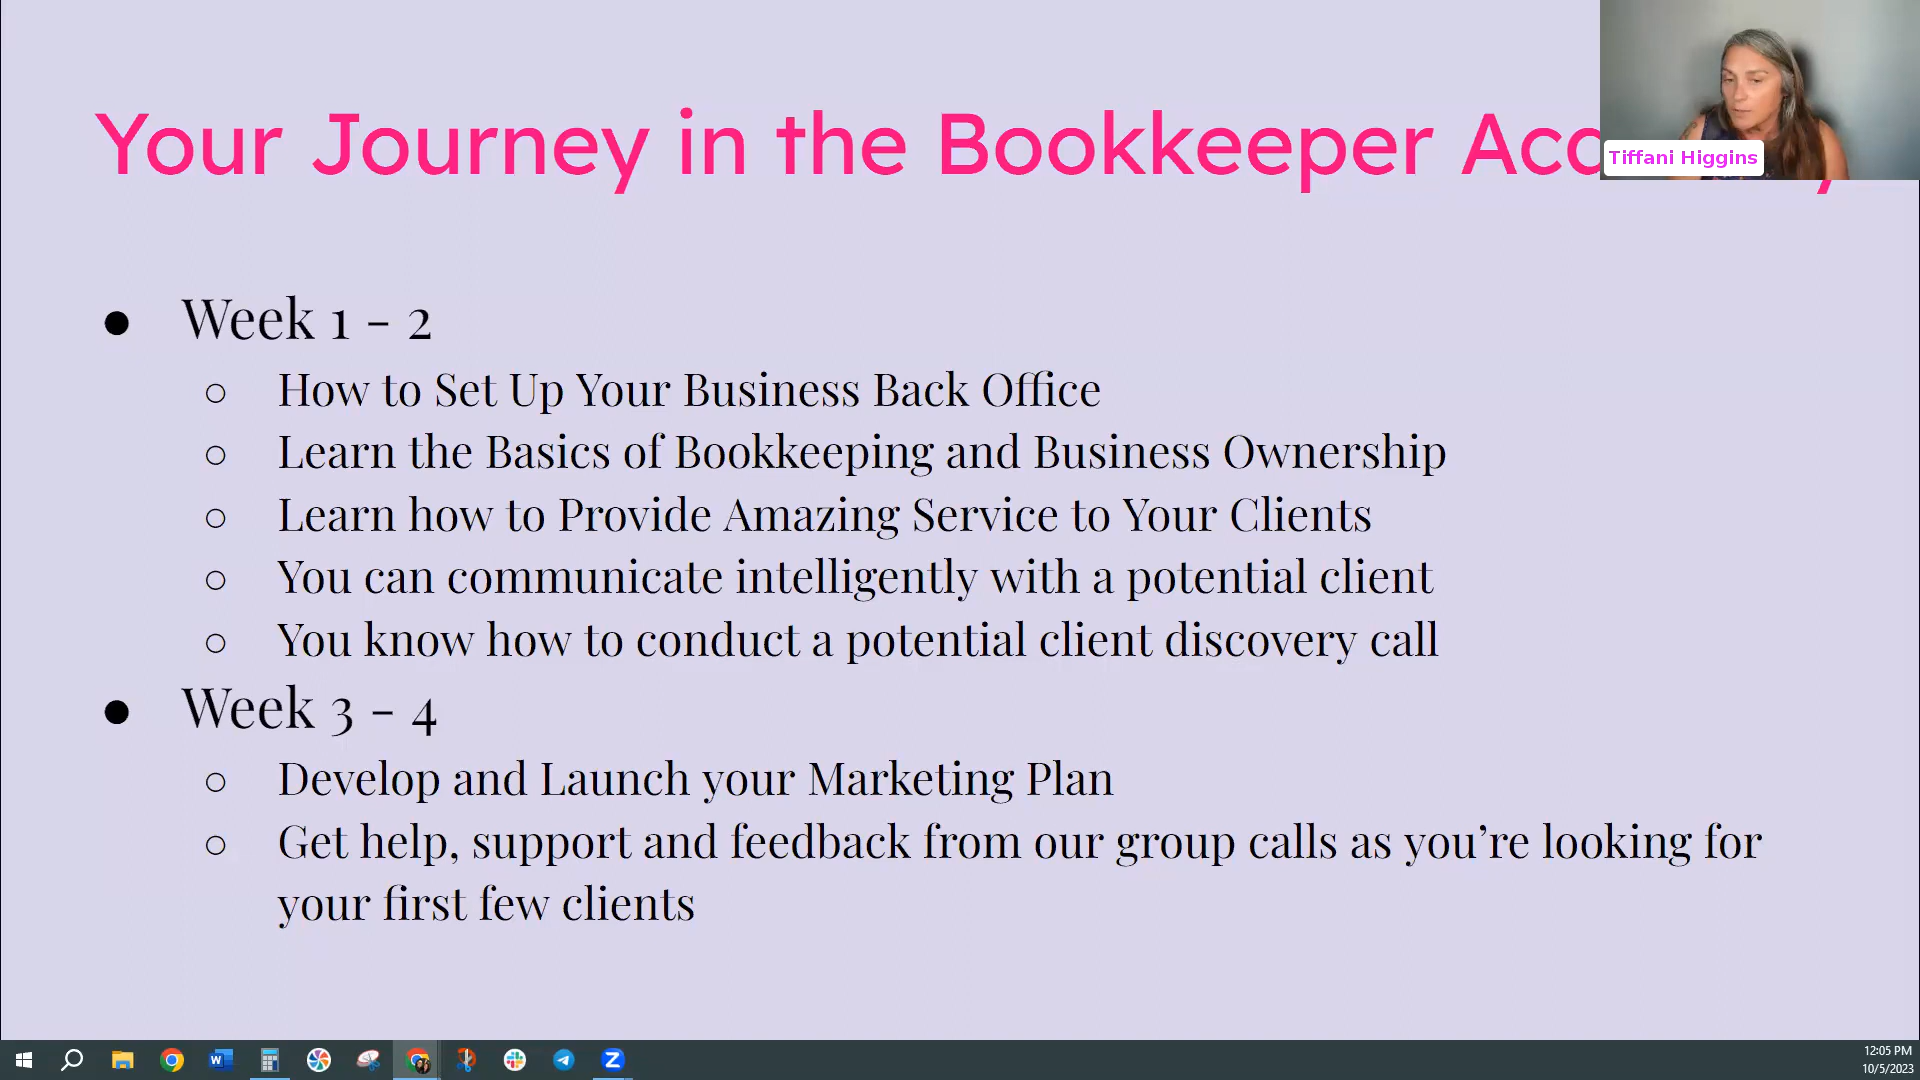 Your Journey in the Bookkeeper
Tiffani Higgins
● Week 1 - 2
○ How to Set Up Your Business Back Office
○ Learn the Basics of Bookkeeping and Business Ownership
○ Learn how to Provide Amazing Service to Your Clients
○ You can communicate intelligently with a potential client
○ You know how to conduct a potential client discovery call
● Week 3 - 4
○ Develop and Launch your Marketing Plan
○ Get help, support and feedback from our group calls as you’re looking for
your first few clients
12:05 PM
10/5/2023